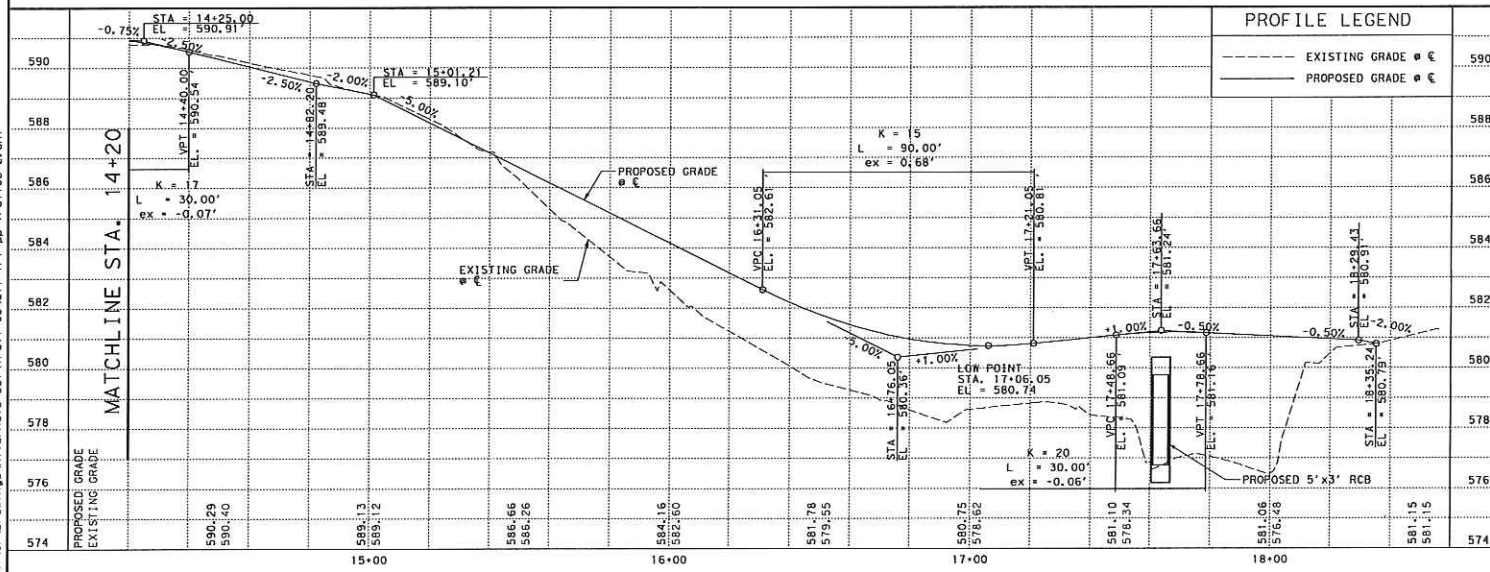 PROFILE LEGEND
EXISTING GRADE @ ℄
PROPOSED GRADE @ ℄
STA = 14+25.00
EL = 590.91'
-0.75%
-2.50%
VPT 14+40.00
EL. = 590.54'
-2.50%
STA = 14+82.20
EL = 589.48'
-2.00%
STA = 15+01.21
EL = 589.10'
-5.00%
MATCHLINE STA. 14+20
K = 17
L = 30.00'
ex = -0.07'
PROPOSED GRADE
@ ℄
EXISTING GRADE
@ ℄
K = 15
L = 90.00'
ex = 0.68'
VPC 16+31.05
EL. = 582.61'
VPT 17+21.05
EL. = 580.81'
-5.00%
+1.00%
STA = 16+76.05
EL = 580.36'
LOW POINT
STA. 17+06.05
EL = 580.74
STA = 17+63.66
EL = 581.24'
+1.00%
-0.50%
VPC 17+48.66
EL. = 581.09'
VPT 17+78.66
EL. = 581.16'
K = 20
L = 30.00'
ex = -0.06'
PROPOSED 5'x3' RCB
STA = 18+29.43
EL = 580.91'
-0.50%
-2.00%
STA = 18+35.24
EL = 580.79'
590
588
586
584
582
580
578
576
574
590
588
586
584
582
580
578
576
574
PROPOSED GRADE
EXISTING GRADE
590.29
590.40
589.13
589.12
586.66
586.26
584.16
582.60
581.78
579.55
580.75
578.62
581.10
578.34
581.06
576.48
581.15
581.15
15+00
16+00
17+00
18+00